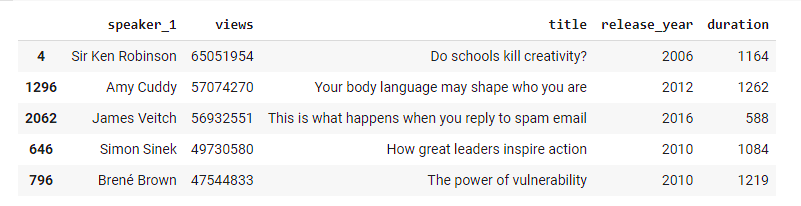 speaker_1 views title release_year duration
4 Sir Ken Robinson 65051954 Do schools kill creativity? 2006 1164
1296 Amy Cuddy 57074270 Your body language may shape who you are 2012 1262
2062 James Veitch 56932551 This is what happens when you reply to spam email 2016 588
646 Simon Sinek 49730580 How great leaders inspire action 2010 1084
796 Brené Brown 47544833 The power of vulnerability 2010 1219